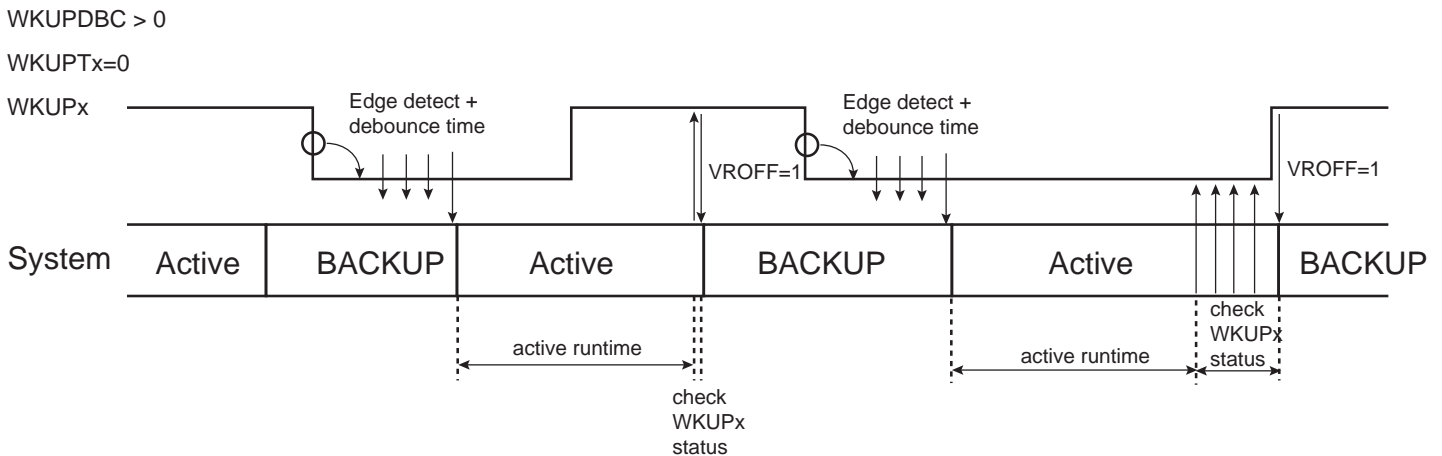 WKUPDBC > 0
WKUPTx=0
WKUPx
Edge detect +
debounce time
VROFF=1
Edge detect +
debounce time
VROFF=1
System
Active
BACKUP
Active
BACKUP
Active
BACKUP
active runtime
check
WKUPx
status
active runtime
check
WKUPx
status